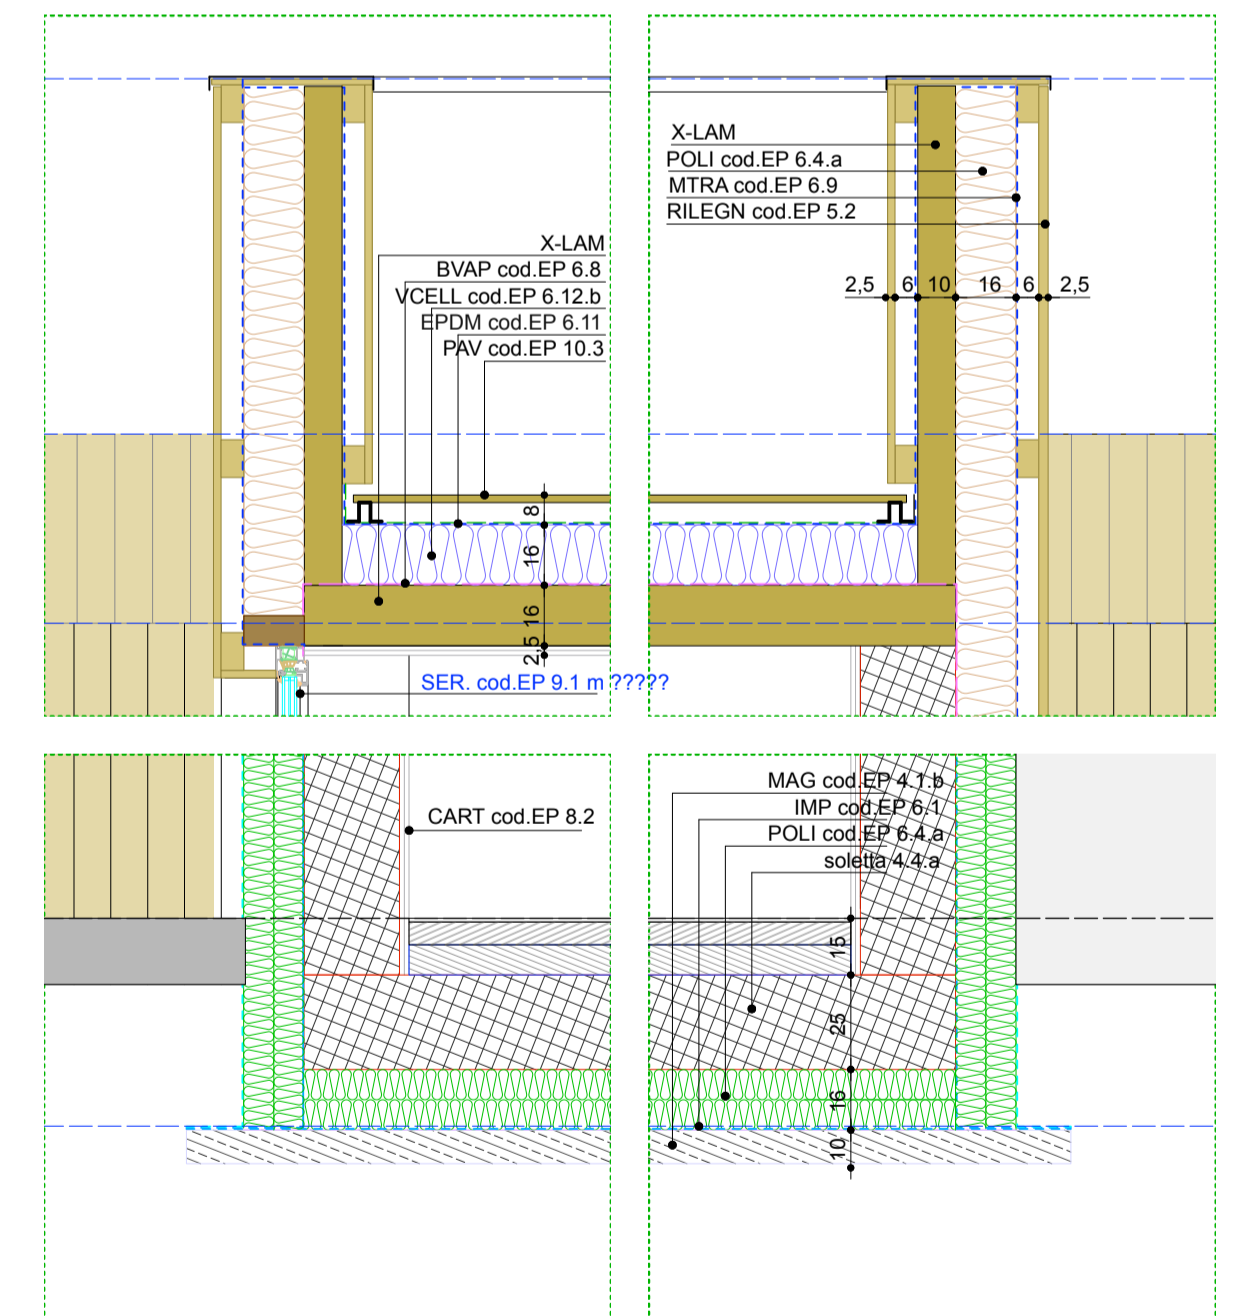 X-LAM
POLI cod.EP 6.4.a
MTRA cod.EP 6.9
RILEGN cod.EP 5.2
X-LAM
BVAP cod.EP 6.8
VCELL cod.EP 6.12.b
EPDM cod.EP 6.11
PAV cod.EP 10.3
2,5 6 10 16 6 2,5
8
16
16
2,5
SER. cod.EP 9.1 m ?????
MAG cod.EP 4.1.b
IMP cod.EP 6.1
POLI cod.EP 6.4.a
soletta 4.4.a
CART cod.EP 8.2
15
25
16
10